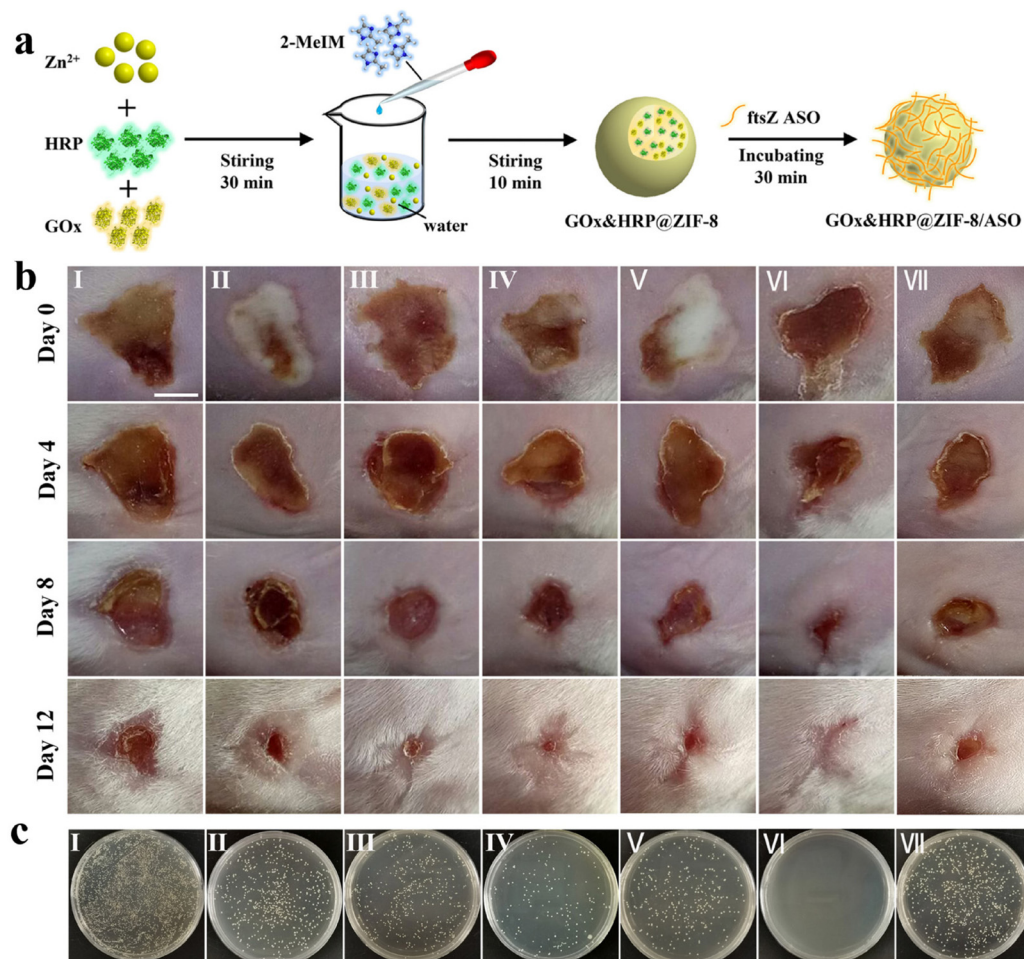 a
Zn²⁺
+
HRP
+
GOx
Stiring
30 min
2-MeIM
water
Stiring
10 min
GOx&HRP@ZIF-8
ftsZ ASO
Incubating
30 min
GOx&HRP@ZIF-8/ASO
b
I II III IV V VI VII
Day 0
Day 4
Day 8
Day 12
c
I II III IV V VI VII